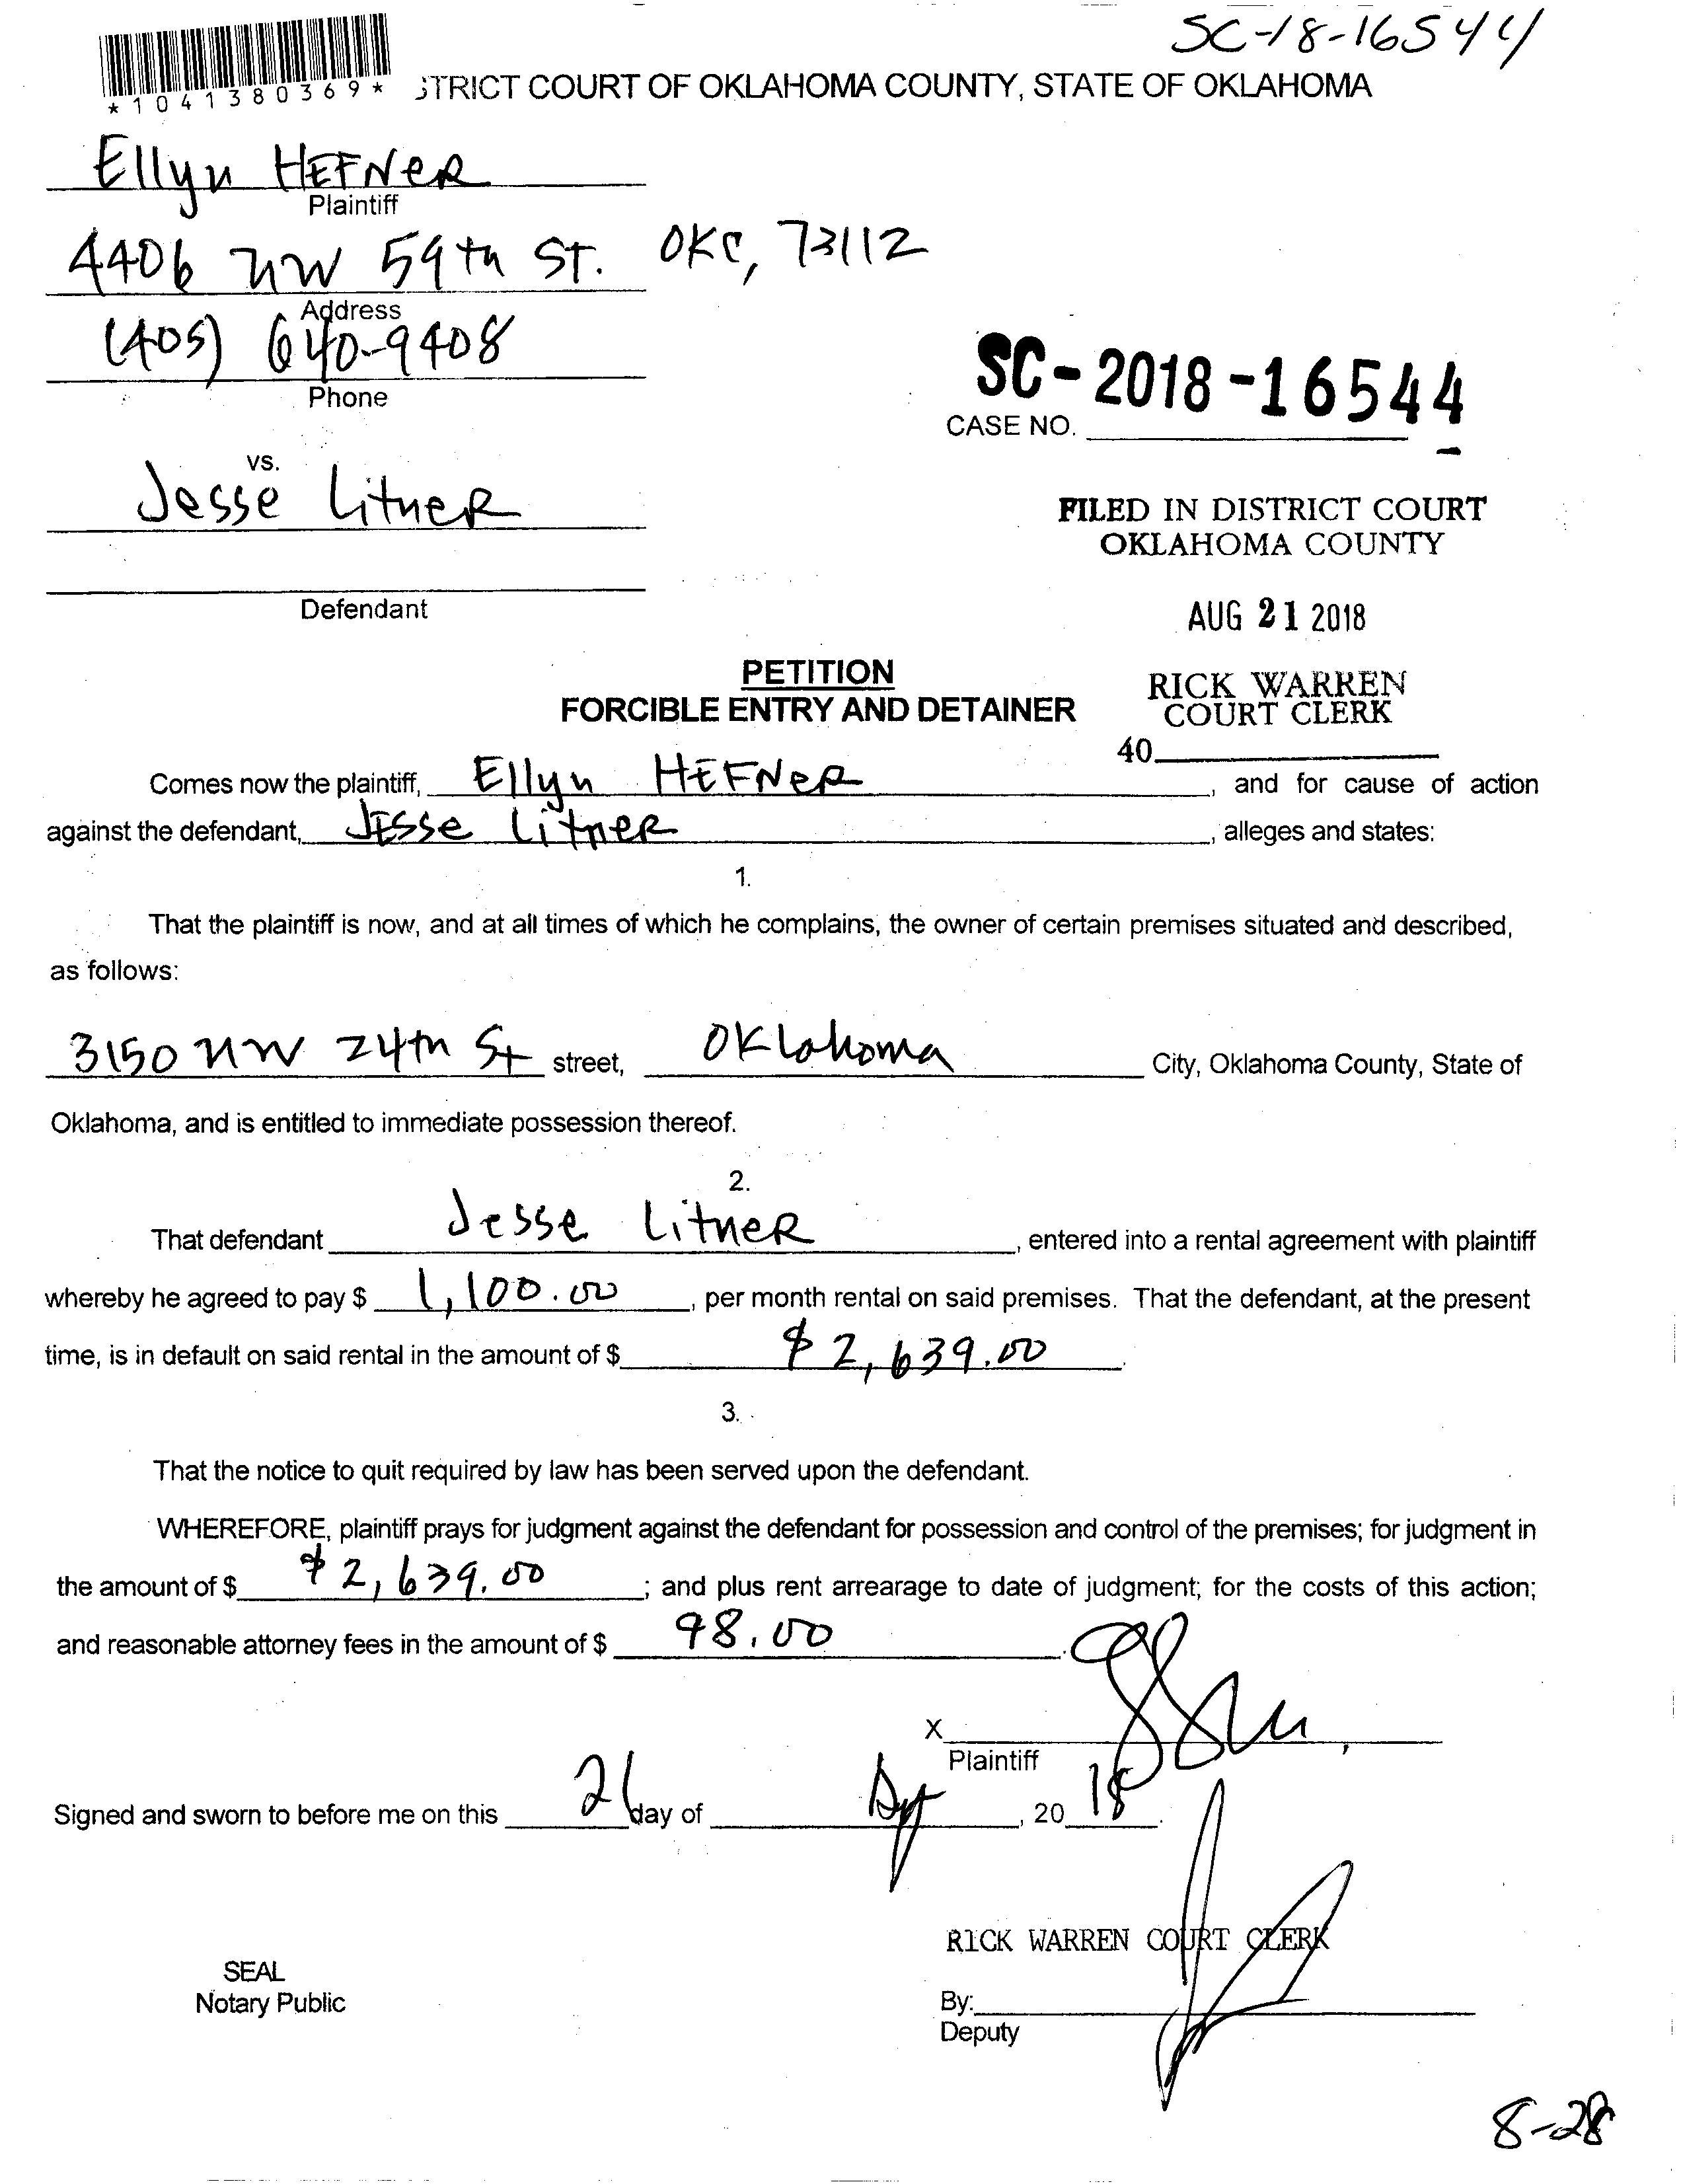 SC-18-16544
*1041380369*
STRICT COURT OF OKLAHOMA COUNTY, STATE OF OKLAHOMA
Ellyn HEFNER
Plaintiff
4406 NW 59th ST. OKC, 73112
Address
(405) 640-9408
Phone
SC-2018-16544
CASE NO.
vs.
Jesse Litner
FILED IN DISTRICT COURT
OKLAHOMA COUNTY
Defendant
AUG 21 2018
PETITION
FORCIBLE ENTRY AND DETAINER
RICK WARREN
COURT CLERK
40
Comes now the plaintiff, Ellyn HEFNER, and for cause of action
against the defendant, Jesse Litner, alleges and states:
1.
That the plaintiff is now, and at all times of which he complains, the owner of certain premises situated and described,
as follows:
3150 NW 24th St street, Oklahoma City, Oklahoma County, State of
Oklahoma, and is entitled to immediate possession thereof.
2.
That defendant Jesse Litner, entered into a rental agreement with plaintiff
whereby he agreed to pay $ 1,100.00, per month rental on said premises. That the defendant, at the present
time, is in default on said rental in the amount of $ $2,639.00.
3.
That the notice to quit required by law has been served upon the defendant.
WHEREFORE, plaintiff prays for judgment against the defendant for possession and control of the premises; for judgment in
the amount of $ $2,639.00; and plus rent arrearage to date of judgment; for the costs of this action;
and reasonable attorney fees in the amount of $ 98.00.
X
Plaintiff
Signed and sworn to before me on this 21 day of, 20 18.
RICK WARREN COURT CLERK
SEAL
Notary Public
By:
Deputy
8-28